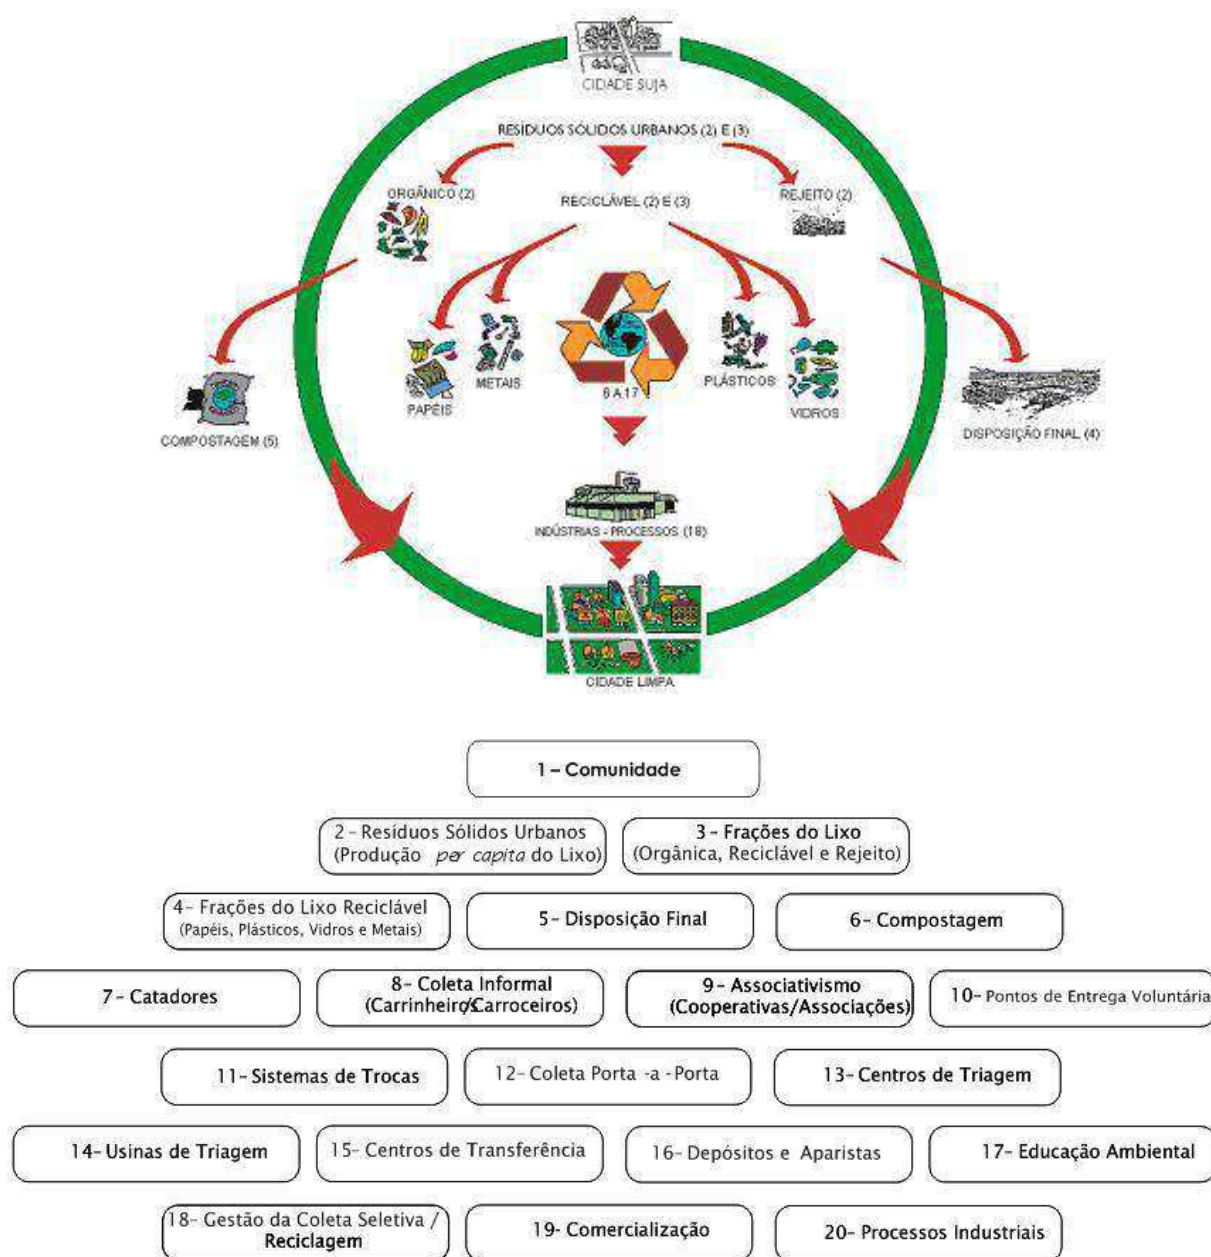 CIDADE SUJA
RESÍDUOS SÓLIDOS URBANOS (2) E (3)
ORGÂNICO (2)
RECICLÁVEL (2) E (3)
REJEITO (2)
PAPÉIS
METAIS
6 A 17
PLÁSTICOS
VIDROS
COMPOSTAGEM (5)
DISPOSIÇÃO FINAL (4)
INDÚSTRIAS - PROCESSOS (18)
CIDADE LIMPA
1 – Comunidade
2 - Resíduos Sólidos Urbanos
(Produção per capita do Lixo)
3 - Frações do Lixo
(Orgânica, Reciclável e Rejeito)
4 - Frações do Lixo Reciclável
(Papéis, Plásticos, Vidros e Metais)
5 - Disposição Final
6 - Compostagem
7 - Catadores
8 - Coleta Informal
(Carrinheiros/Carroceiros)
9 - Associativismo
(Cooperativas/Associações)
10- Pontos de Entrega Voluntária
11- Sistemas de Trocas
12- Coleta Porta -a -Porta
13- Centros de Triagem
14- Usinas de Triagem
15- Centros de Transferência
16- Depósitos e Aparistas
17- Educação Ambiental
18- Gestão da Coleta Seletiva /
Reciclagem
19- Comercialização
20- Processos Industriais